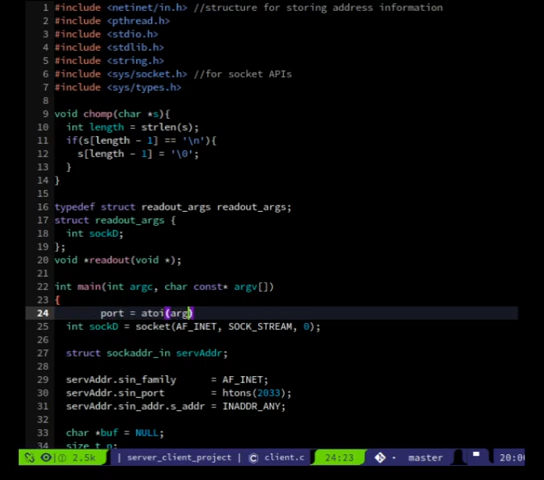 1 #include <netinet/in.h> //structure for storing address information
2 #include <pthread.h>
3 #include <stdio.h>
4 #include <stdlib.h>
5 #include <string.h>
6 #include <sys/socket.h> //for socket APIs
7 #include <sys/types.h>
8
9 void chomp(char *s){
10 int length = strlen(s);
11 if(s[length - 1] == '\n'){
12 s[length - 1] = '\0';
13 }
14 }
15
16 typedef struct readout_args readout_args;
17 struct readout_args {
18 int sockD;
19 };
20 void *readout(void *);
21
22 int main(int argc, char const* argv[])
23 {
24 port = atoi(arg)
25 int sockD = socket(AF_INET, SOCK_STREAM, 0);
26
27 struct sockaddr_in servAddr;
28
29 servAddr.sin_family = AF_INET;
30 servAddr.sin_port = htons(2033);
31 servAddr.sin_addr.s_addr = INADDR_ANY;
32
33 char *buf = NULL;
34 size_t n;
2.5k | server_client_project | client.c 24:23 master 20:0